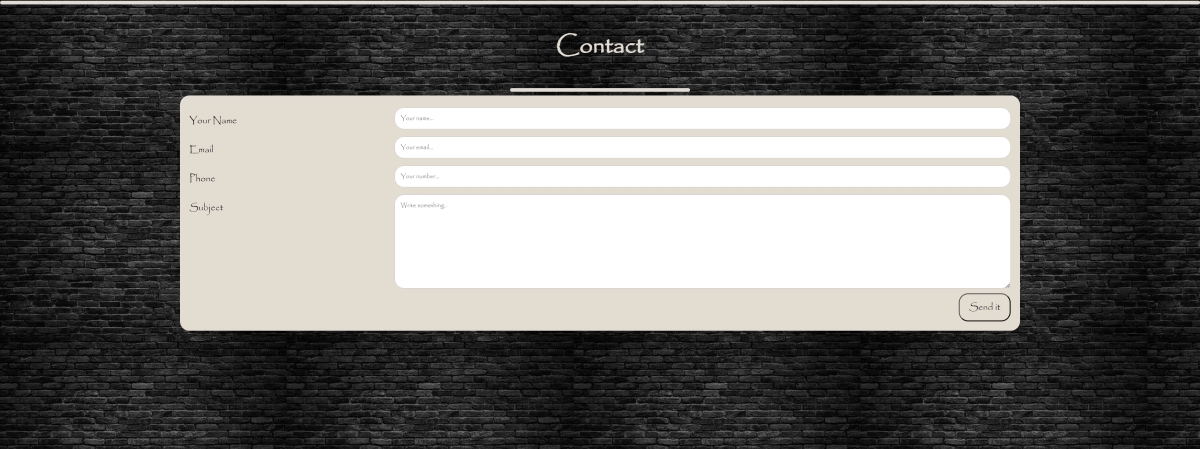 Contact
Your Name
Your name...
Email
Your email...
Phone
Your number...
Subject
Write something..
Send it